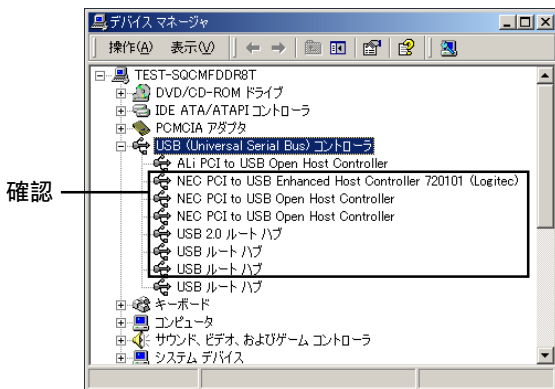 デバイス マネージャ
操作(A) 表示(V)
TEST-SQCMFDDR8T
DVD/CD-ROM ドライブ
IDE ATA/ATAPI コントローラ
PCMCIA アダプタ
USB (Universal Serial Bus) コントローラ
ALi PCI to USB Open Host Controller
NEC PCI to USB Enhanced Host Controller 720101 (Logitec)
NEC PCI to USB Open Host Controller
NEC PCI to USB Open Host Controller
USB 2.0 ルート ハブ
USB ルート ハブ
USB ルート ハブ
USB ルート ハブ
キーボード
コンピュータ
サウンド、ビデオ、およびゲーム コントローラ
システム デバイス
確認